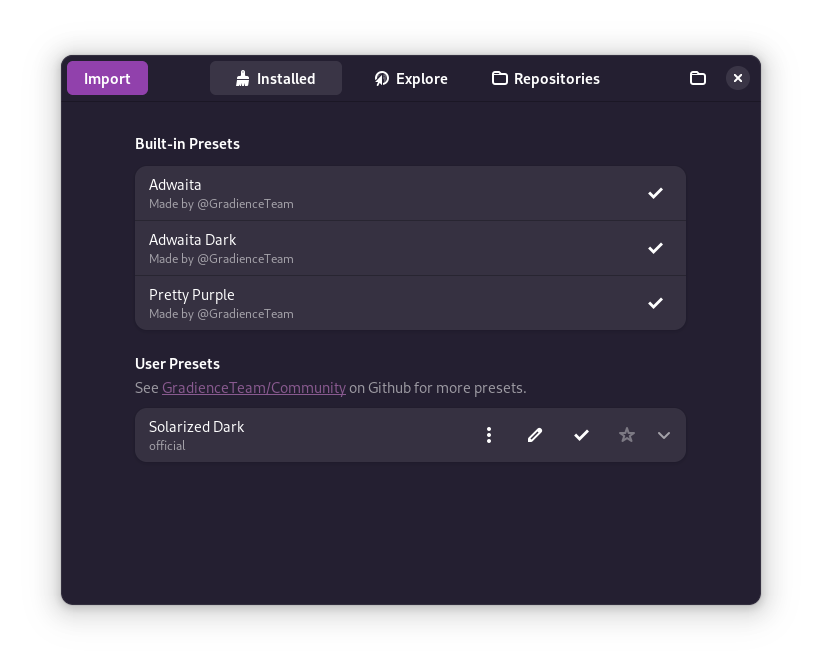 Import
Installed
Explore
Repositories
Built-in Presets
Adwaita
Made by @GradienceTeam
Adwaita Dark
Made by @GradienceTeam
Pretty Purple
Made by @GradienceTeam
User Presets
See GradienceTeam/Community on Github for more presets.
Solarized Dark
official